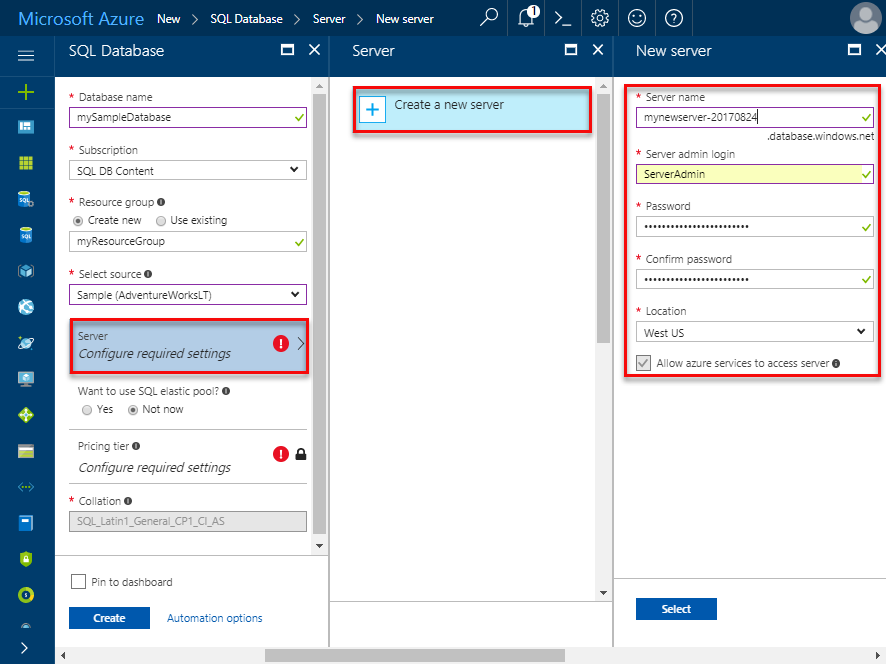 Microsoft Azure New > SQL Database > Server > New server
1
SQL Database
* Database name
mySampleDatabase
* Subscription
SQL DB Content
* Resource group
Create new Use existing
myResourceGroup
* Select source
Sample (AdventureWorksLT)
Server
Configure required settings
Want to use SQL elastic pool?
Yes Not now
Pricing tier
Configure required settings
* Collation
SQL_Latin1_General_CP1_CI_AS
Pin to dashboard
Create Automation options
Server
Create a new server
New server
* Server name
mynewserver-20170824
.database.windows.net
* Server admin login
ServerAdmin
* Password
••••••••••••••••••••••••
* Confirm password
••••••••••••••••••••••••
* Location
West US
Allow azure services to access server
Select